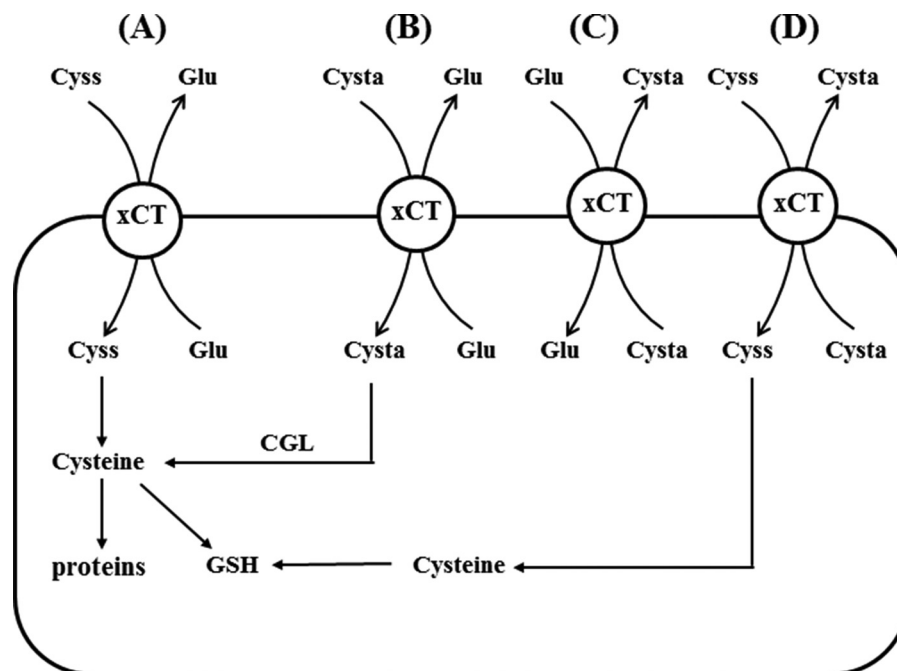 (A) (B) (C) (D)
Cyss Glu Cysta Glu Glu Cysta Cyss Cysta
xCT xCT xCT xCT
Cyss Glu Cysta Glu Glu Cysta Cyss Cysta
CGL
Cysteine
proteins GSH Cysteine